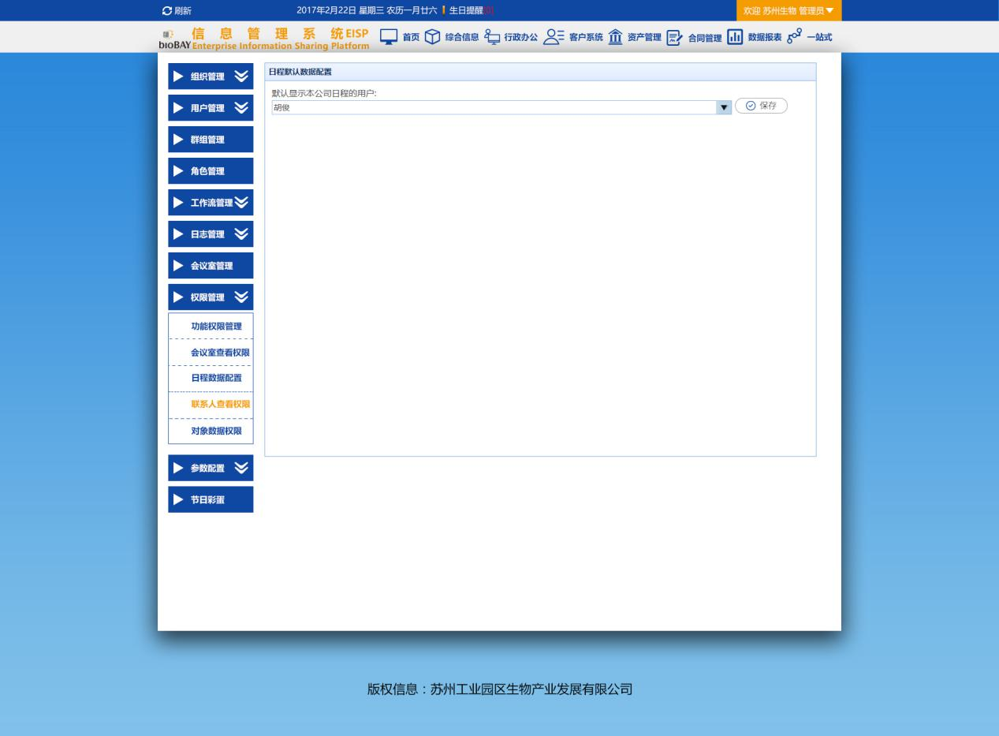 刷新
2017年2月22日 星期三 农历一月廿六
生日提醒[0]
欢迎 苏州生物 管理员
bioBAY
信息管理系统EISP
Enterprise Information Sharing Platform
首页
综合信息
行政办公
客户系统
资产管理
合同管理
数据报表
一站式
组织管理
用户管理
群组管理
角色管理
工作流管理
日志管理
会议室管理
权限管理
功能权限管理
会议室查看权限
日程数据配置
联系人查看权限
对象数据权限
参数配置
节日彩蛋
日程默认数据配置
默认显示本公司日程的用户:
胡俊
保存
版权信息：苏州工业园区生物产业发展有限公司